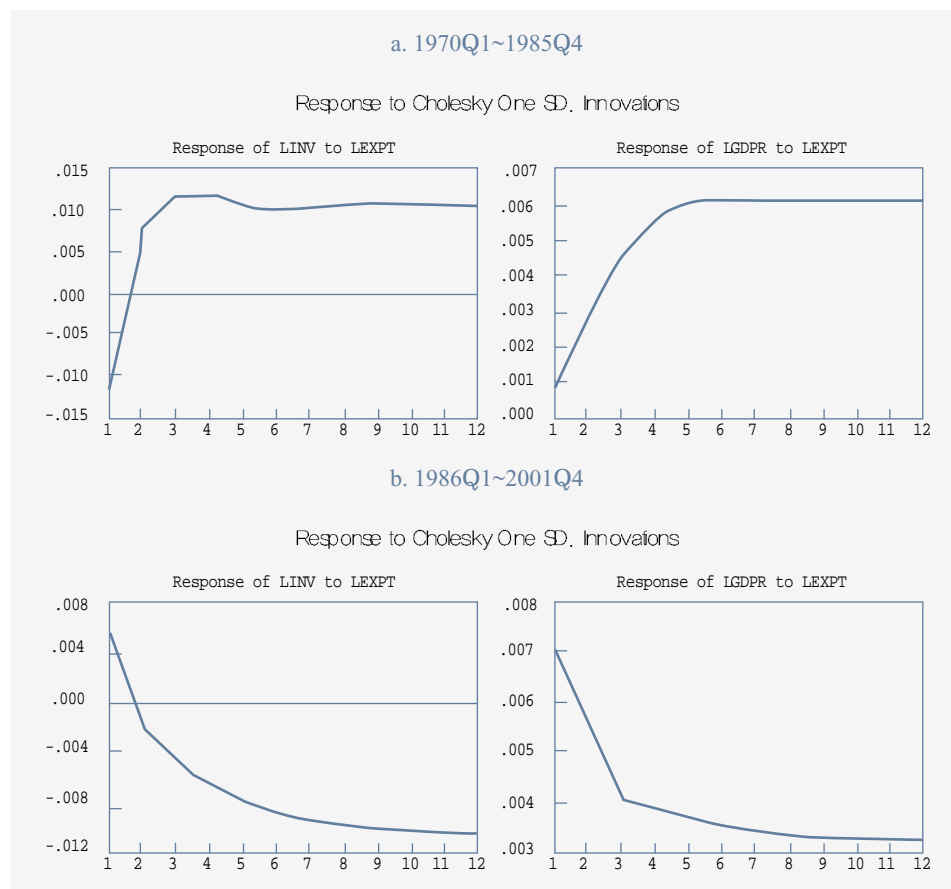 a. 1970Q1~1985Q4
Response to Cholesky One S.D. Innovations
Response of LINV to LEXPT
.015
.010
.005
.000
-.005
-.010
-.015
1 2 3 4 5 6 7 8 9 10 11 12
Response of LGDPR to LEXPT
.007
.006
.005
.004
.003
.002
.001
.000
1 2 3 4 5 6 7 8 9 10 11 12
b. 1986Q1~2001Q4
Response to Cholesky One S.D. Innovations
Response of LINV to LEXPT
.008
.004
.000
-.004
-.008
-.012
1 2 3 4 5 6 7 8 9 10 11 12
Response of LGDPR to LEXPT
.008
.007
.006
.005
.004
.003
1 2 3 4 5 6 7 8 9 10 11 12